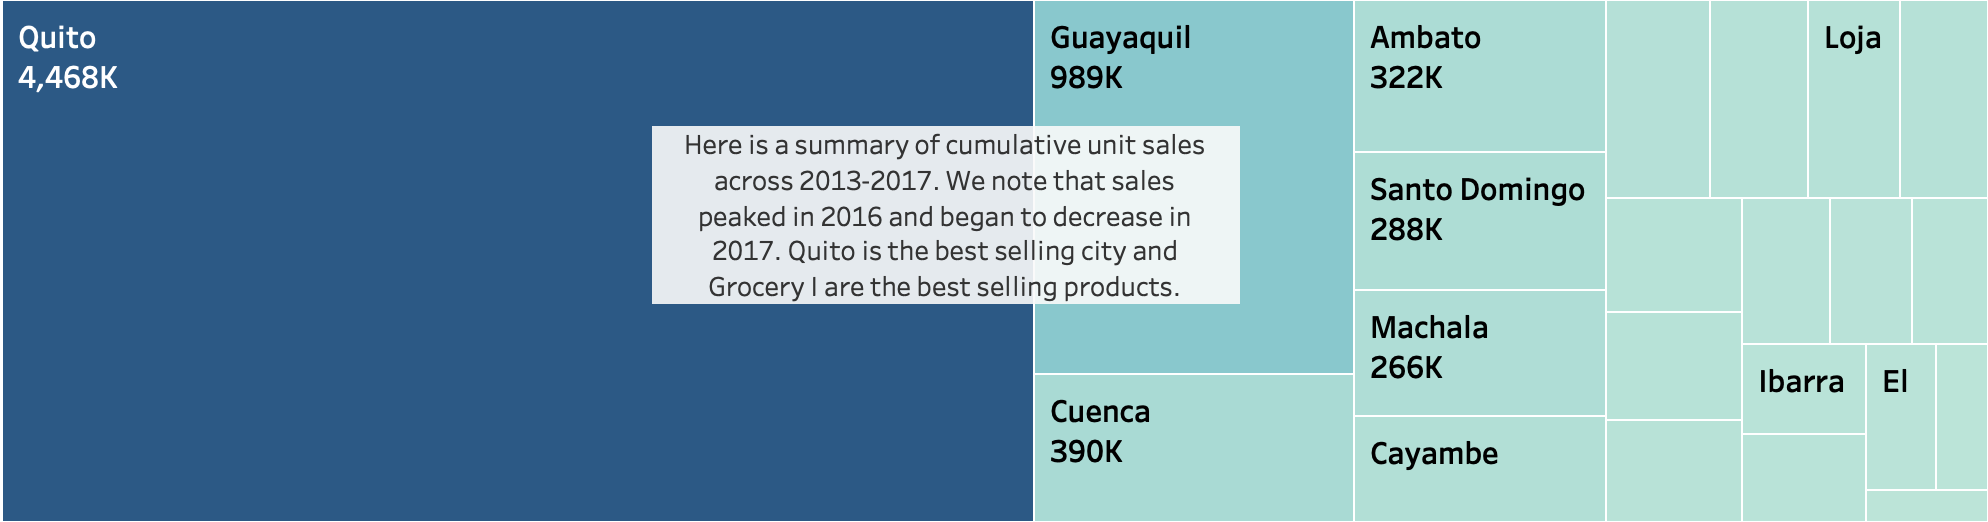 Quito
4,468K
Guayaquil
989K
Cuenca
390K
Ambato
322K
Santo Domingo
288K
Machala
266K
Cayambe
Loja
Ibarra
El
Here is a summary of cumulative unit sales
across 2013-2017. We note that sales
peaked in 2016 and began to decrease in
2017. Quito is the best selling city and
Grocery I are the best selling products.